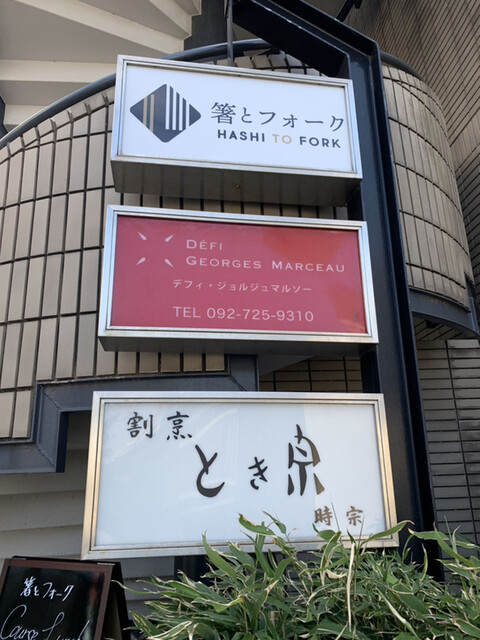 箸とフォーク
HASHI TO FORK
DÉFI
GEORGES MARCEAU
デフィ・ジョルジュマルソー
TEL 092-725-9310
割烹
とき宗
時宗
箸とフォーク